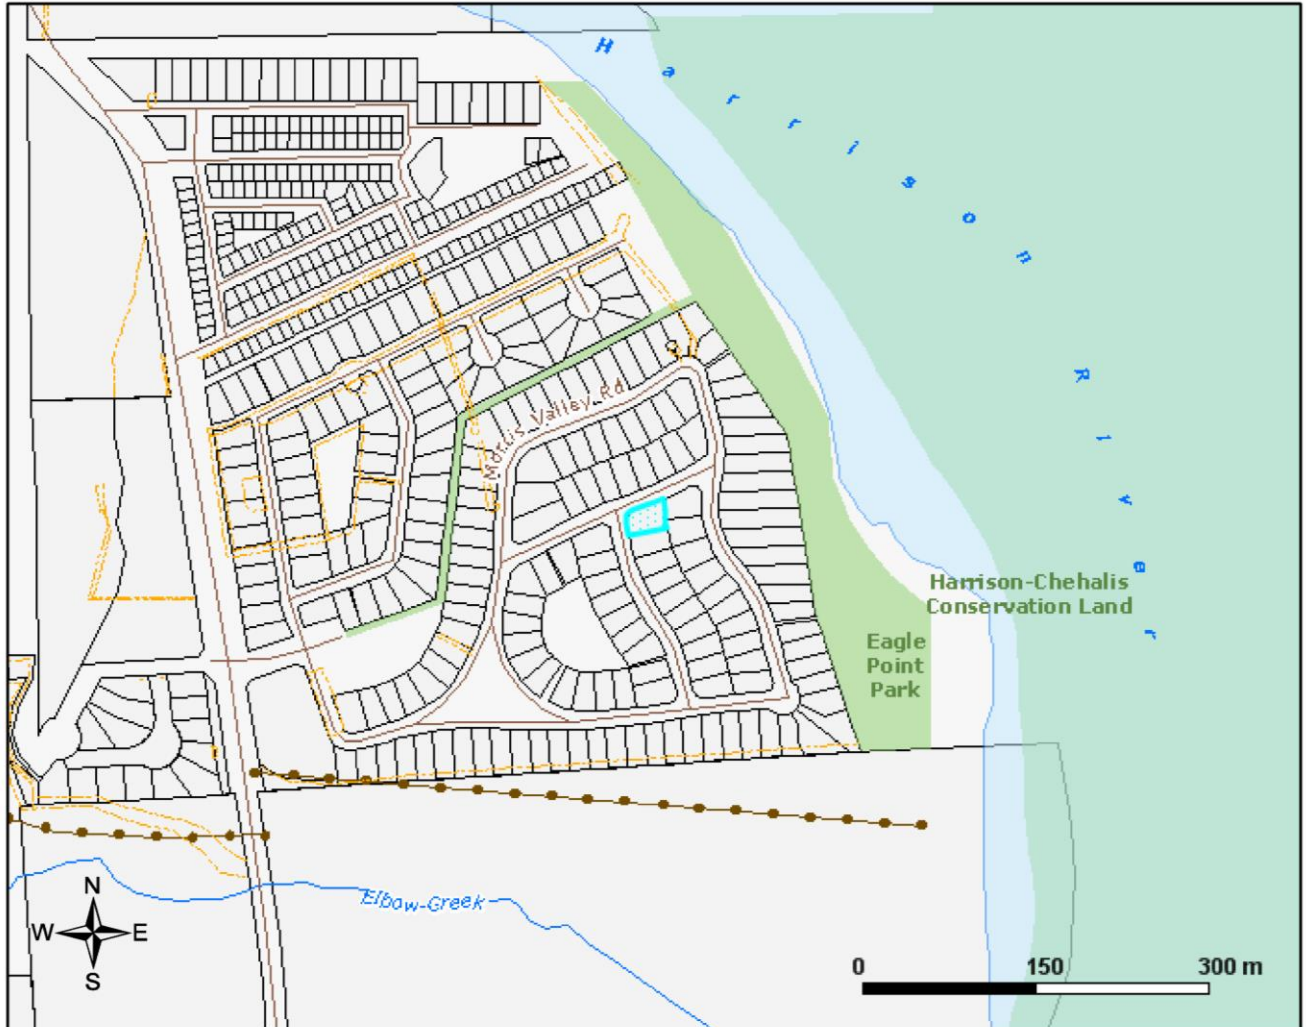 Harrison River
Morris Valley Rd
Harrison-Chehalis
Conservation Land
Eagle
Point
Park
Elbow Creek
N
W E
S
0 150 300 m